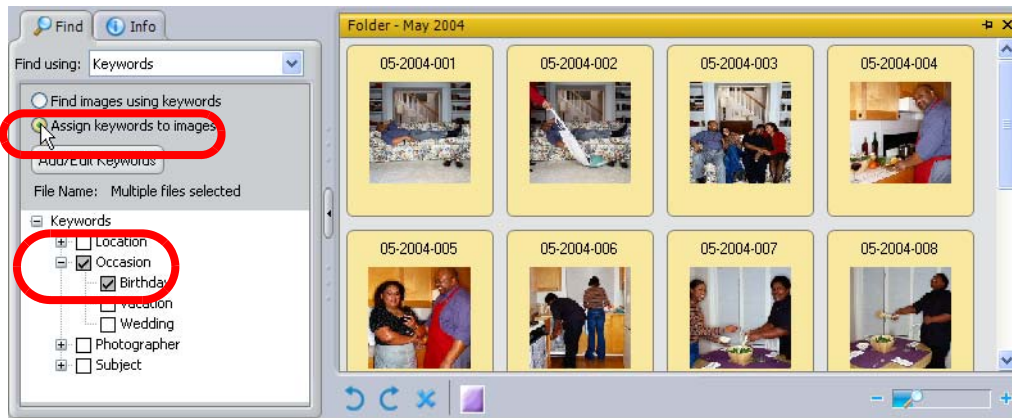 Find Info
Find using: Keywords
Find images using keywords
Assign keywords to images
Add/Edit Keywords
File Name: Multiple files selected
Keywords
Location
Occasion
Birthday
Vacation
Wedding
Photographer
Subject
Folder - May 2004
05-2004-001 05-2004-002 05-2004-003 05-2004-004
05-2004-005 05-2004-006 05-2004-007 05-2004-008